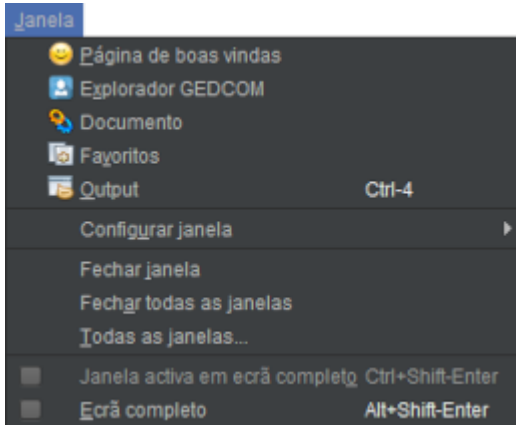 Janela
Página de boas vindas
Explorador GEDCOM
Documento
Favoritos
Output Ctrl-4
Configurar janela
Fechar janela
Fechar todas as janelas
Todas as janelas...
Janela activa em ecrã completo Ctrl+Shift-Enter
Ecrã completo Alt+Shift-Enter